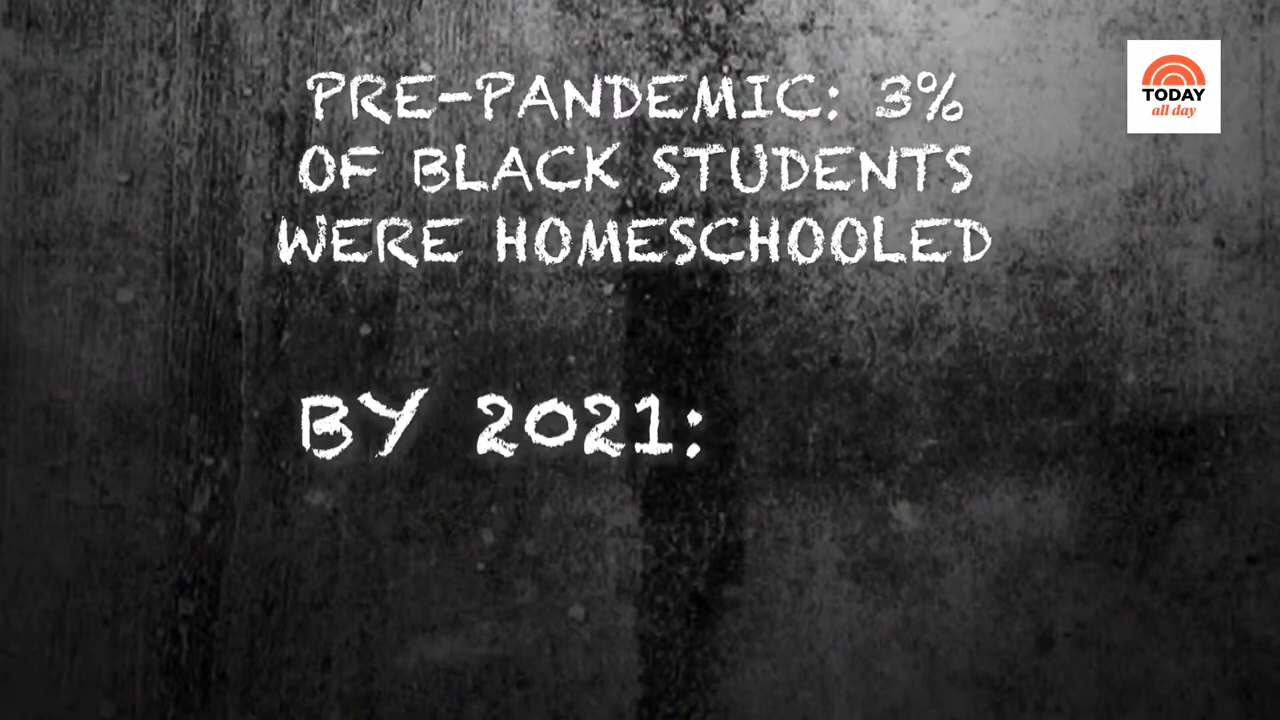 PRE-PANDEMIC: 3%
OF BLACK STUDENTS
WERE HOMESCHOOLED
BY 2021:
TODAY
all day